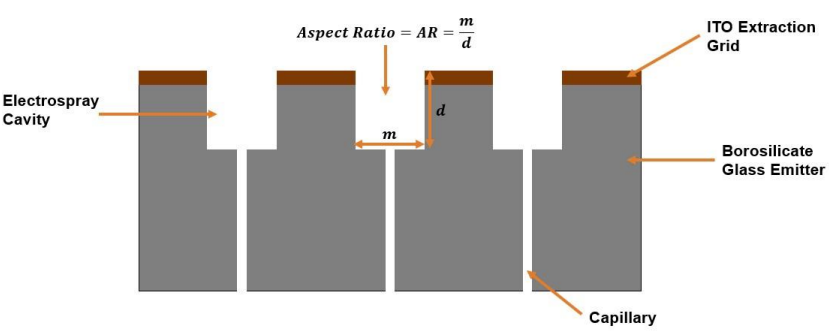 Aspect Ratio = AR = m/d
ITO Extraction
Grid
Electrospray
Cavity
d
m
Borosilicate
Glass Emitter
Capillary